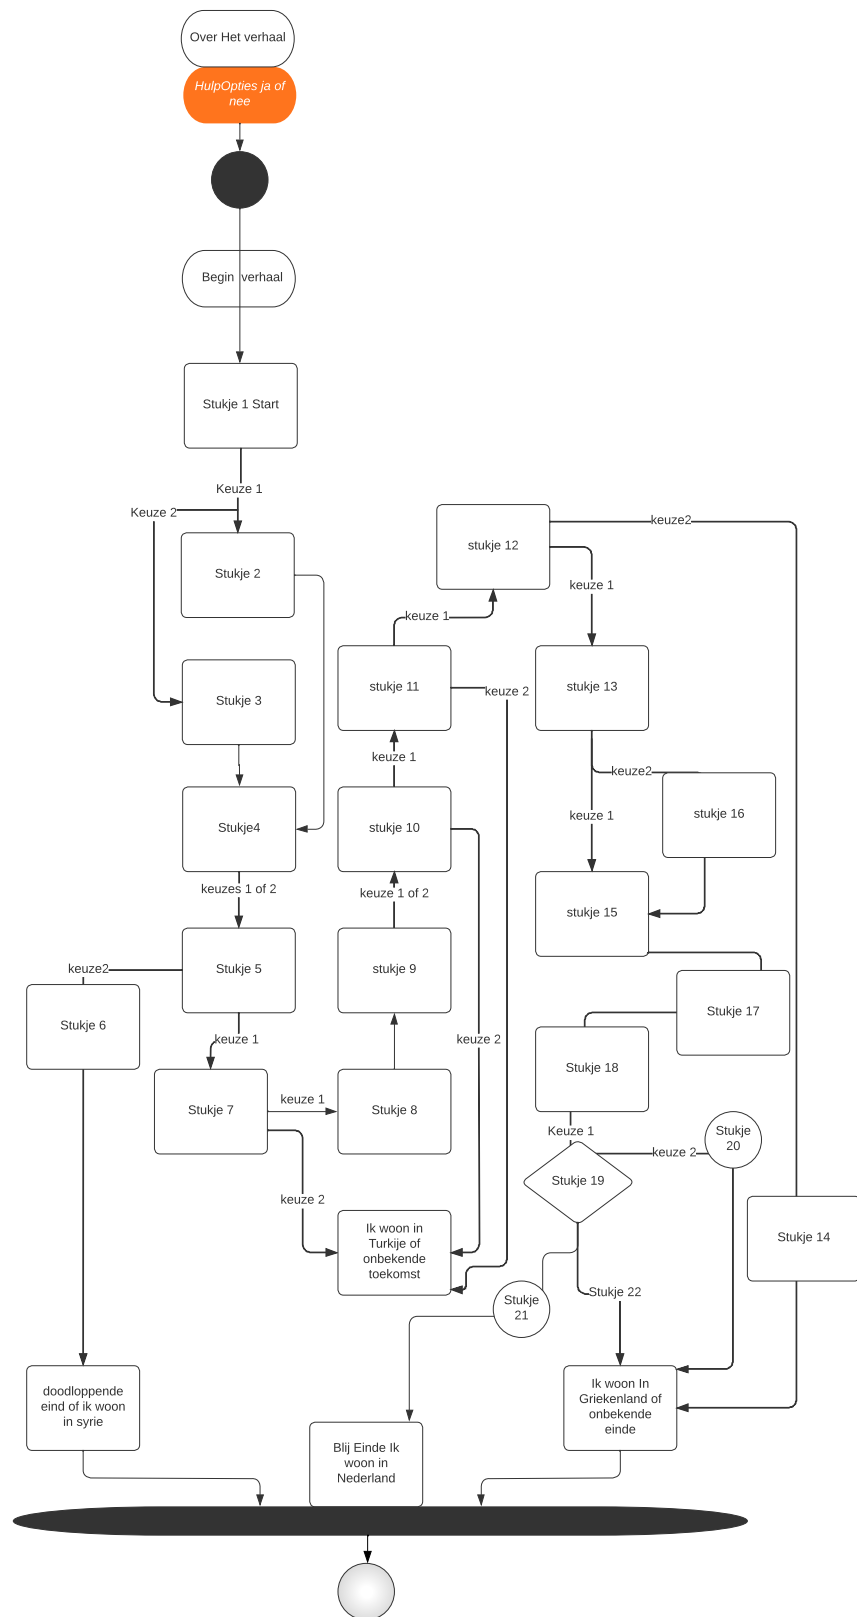 Over Het verhaal
HulpOpties ja of
nee
Begin verhaal
Stukje 1 Start
Keuze 1
Keuze 2
Stukje 2
Stukje 3
Stukje4
keuzes 1 of 2
Stukje 5
keuze2
Stukje 6
keuze 1
Stukje 7
keuze 1
Stukje 8
keuze 2
stukje 9
keuze 1 of 2
stukje 10
keuze 1
keuze 2
stukje 11
keuze 1
keuze 2
stukje 12
keuze2
keuze 1
stukje 13
keuze2
keuze 1
stukje 16
stukje 15
Stukje 17
Stukje 18
Keuze 1
Stukje 19
keuze 2
Stukje
20
Stukje 14
Ik woon in
Turkije of
onbekende
toekomst
Stukje
21
Stukje 22
doodloppende
eind of ik woon
in syrie
Blij Einde Ik
woon in
Nederland
Ik woon In
Griekenland of
onbekende
einde